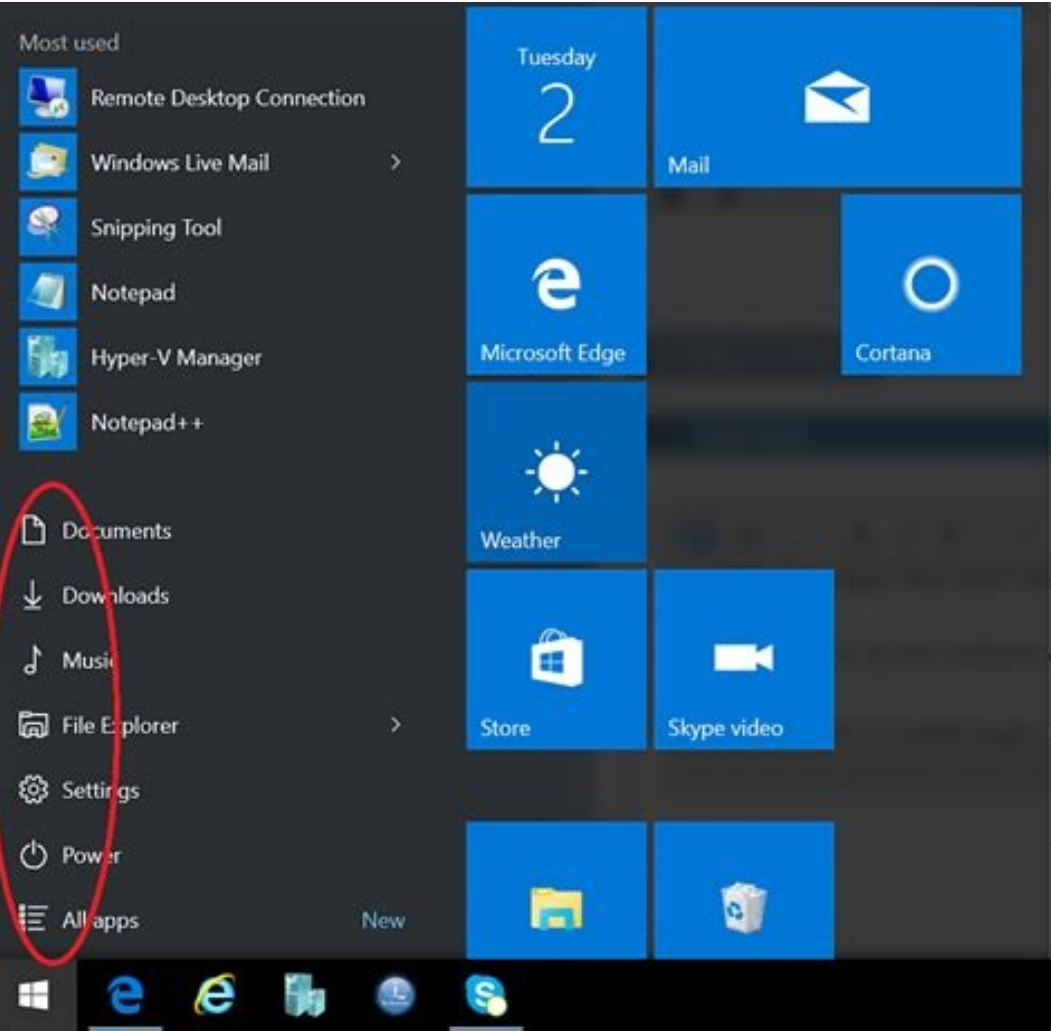 Most used
Remote Desktop Connection
Windows Live Mail
Snipping Tool
Notepad
Hyper-V Manager
Notepad++
Documents
Downloads
Music
File Explorer
Settings
Power
All apps
New
Tuesday
2
Mail
Microsoft Edge
Cortana
Weather
Store
Skype video